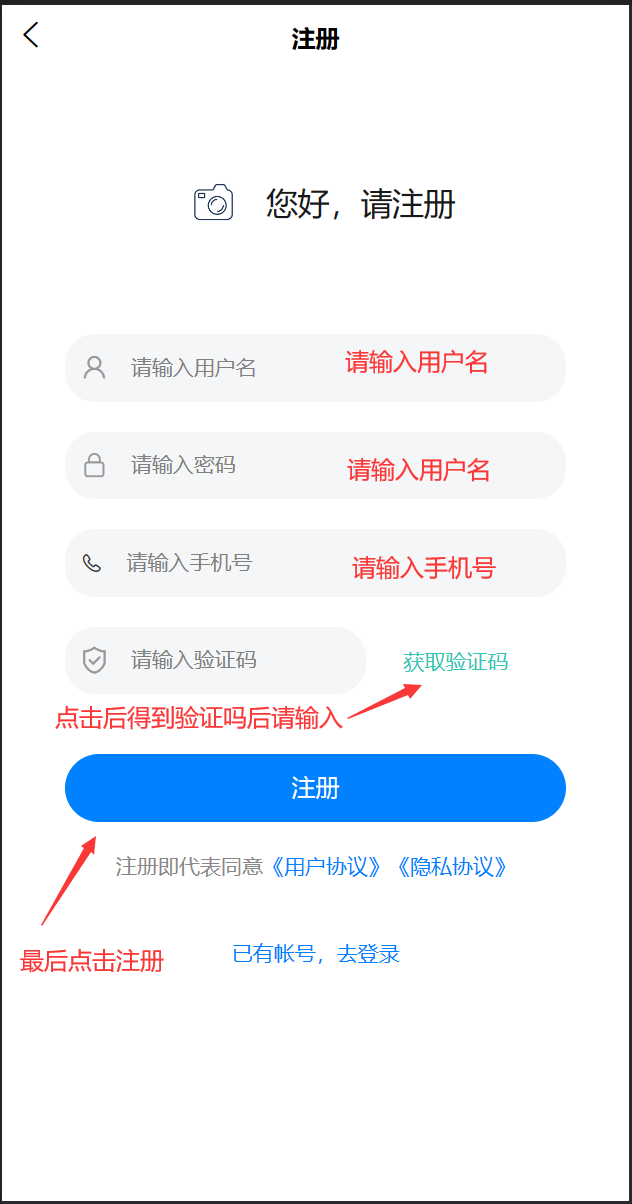 注册
您好，请注册
请输入用户名 请输入用户名
请输入密码 请输入用户名
请输入手机号 请输入手机号
请输入验证码 获取验证码
点击后得到验证吗后请输入
注册
注册即代表同意《用户协议》《隐私协议》
最后点击注册 已有帐号，去登录